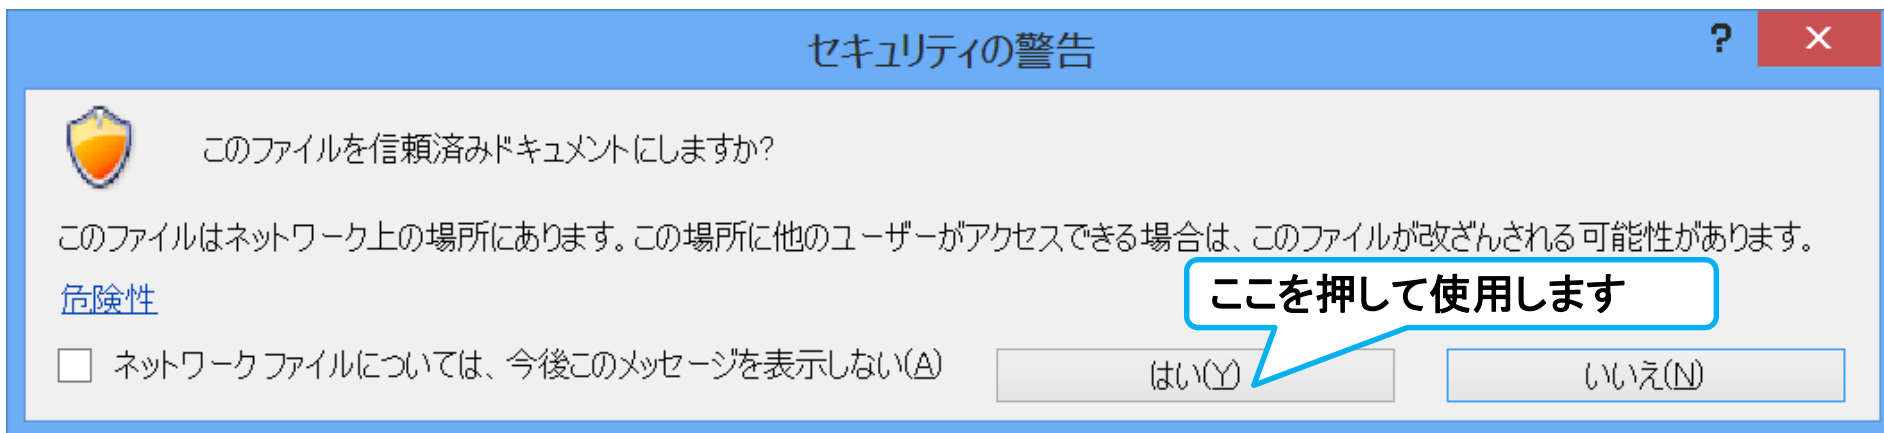 セキュリティの警告
?
このファイルを信頼済みドキュメントにしますか?
このファイルはネットワーク上の場所にあります。この場所に他のユーザーがアクセスできる場合は、このファイルが改ざんされる可能性があります。
ここを押して使用します
危険性
ネットワーク ファイルについては、今後このメッセージを表示しない(A)
はい(Y)
いいえ(N)